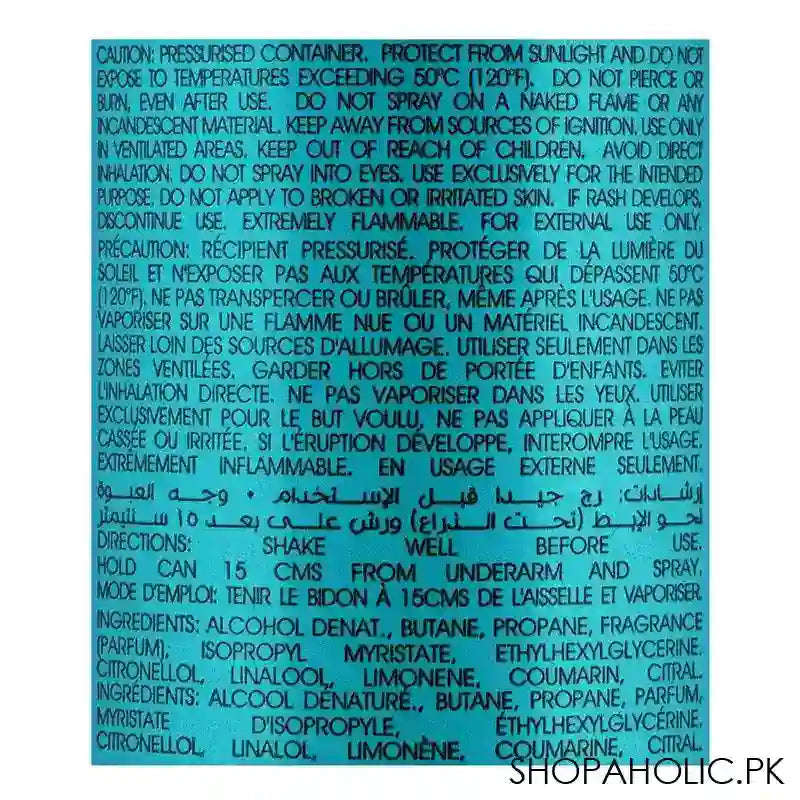 CAUTION: PRESSURISED CONTAINER. PROTECT FROM SUNLIGHT AND DO NOT
EXPOSE TO TEMPERATURES EXCEEDING 50°C (120°F). DO NOT PIERCE OR
BURN, EVEN AFTER USE. DO NOT SPRAY ON A NAKED FLAME OR ANY
INCANDESCENT MATERIAL. KEEP AWAY FROM SOURCES OF IGNITION. USE ONLY
IN VENTILATED AREAS. KEEP OUT OF REACH OF CHILDREN. AVOID DIRECT
INHALATION. DO NOT SPRAY INTO EYES. USE EXCLUSIVELY FOR THE INTENDED
PURPOSE. DO NOT APPLY TO BROKEN OR IRRITATED SKIN. IF RASH DEVELOPS,
DISCONTINUE USE. EXTREMELY FLAMMABLE. FOR EXTERNAL USE ONLY.
PRÉCAUTION: RÉCIPIENT PRESSURISÉ. PROTÉGER DE LA LUMIÈRE DU
SOLEIL ET N'EXPOSER PAS AUX TEMPÉRATURES QUI DÉPASSENT 50°C
(120°F). NE PAS TRANSPERCER OU BRÛLER, MÊME APRÈS L'USAGE. NE PAS
VAPORISER SUR UNE FLAMME NUE OU UN MATÉRIEL INCANDESCENT.
LAISSER LOIN DES SOURCES D'ALLUMAGE. UTILISER SEULEMENT DANS LES
ZONES VENTILÉES. GARDER HORS DE PORTÉE D'ENFANTS. EVITER
L'INHALATION DIRECTE. NE PAS VAPORISER DANS LES YEUX. UTILISER
EXCLUSIVEMENT POUR LE BUT VOULU. NE PAS APPLIQUER À LA PEAU
CASSÉE OU IRRITÉE. SI L'ÉRUPTION DÉVELOPPE, INTEROMPRE L'USAGE.
EXTRÊMEMENT INFLAMMABLE. EN USAGE EXTERNE SEULEMENT.
إرشادات: رج جيدا قبل الإستخدام • وجه العبوة
نحو الإبط (تحت الذراع) ورش على بعد ١٥ سنتيمتر
DIRECTIONS: SHAKE WELL BEFORE USE.
HOLD CAN 15 CMS FROM UNDERARM AND SPRAY.
MODE D'EMPLOI: TENIR LE BIDON À 15CMS DE L'AISSELLE ET VAPORISER.
INGREDIENTS: ALCOHOL DENAT., BUTANE, PROPANE, FRAGRANCE
(PARFUM), ISOPROPYL MYRISTATE, ETHYLHEXYLGLYCERINE,
CITRONELLOL, LINALOOL, LIMONENE, COUMARIN, CITRAL.
INGRÉDIENTS: ALCOOL DÉNATURÉ., BUTANE, PROPANE, PARFUM,
MYRISTATE D'ISOPROPYLE, ÉTHYLHEXYLGLYCÉRINE,
CITRONELLOL, LINALOL, LIMONÈNE, COUMARINE, CITRAL.
SHOPAHOLIC.PK